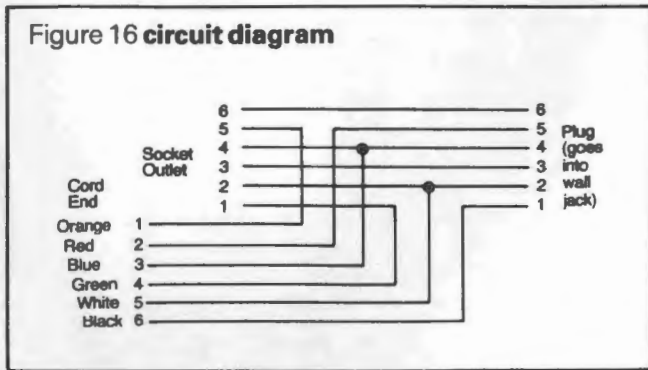 Figure 16 circuit diagram
6 6
5 5 Plug
Socket 4 4 (goes
Outlet 3 3 into
Cord 2 2 wall
End 1 1 jack)
Orange 1
Red 2
Blue 3
Green 4
White 5
Black 6